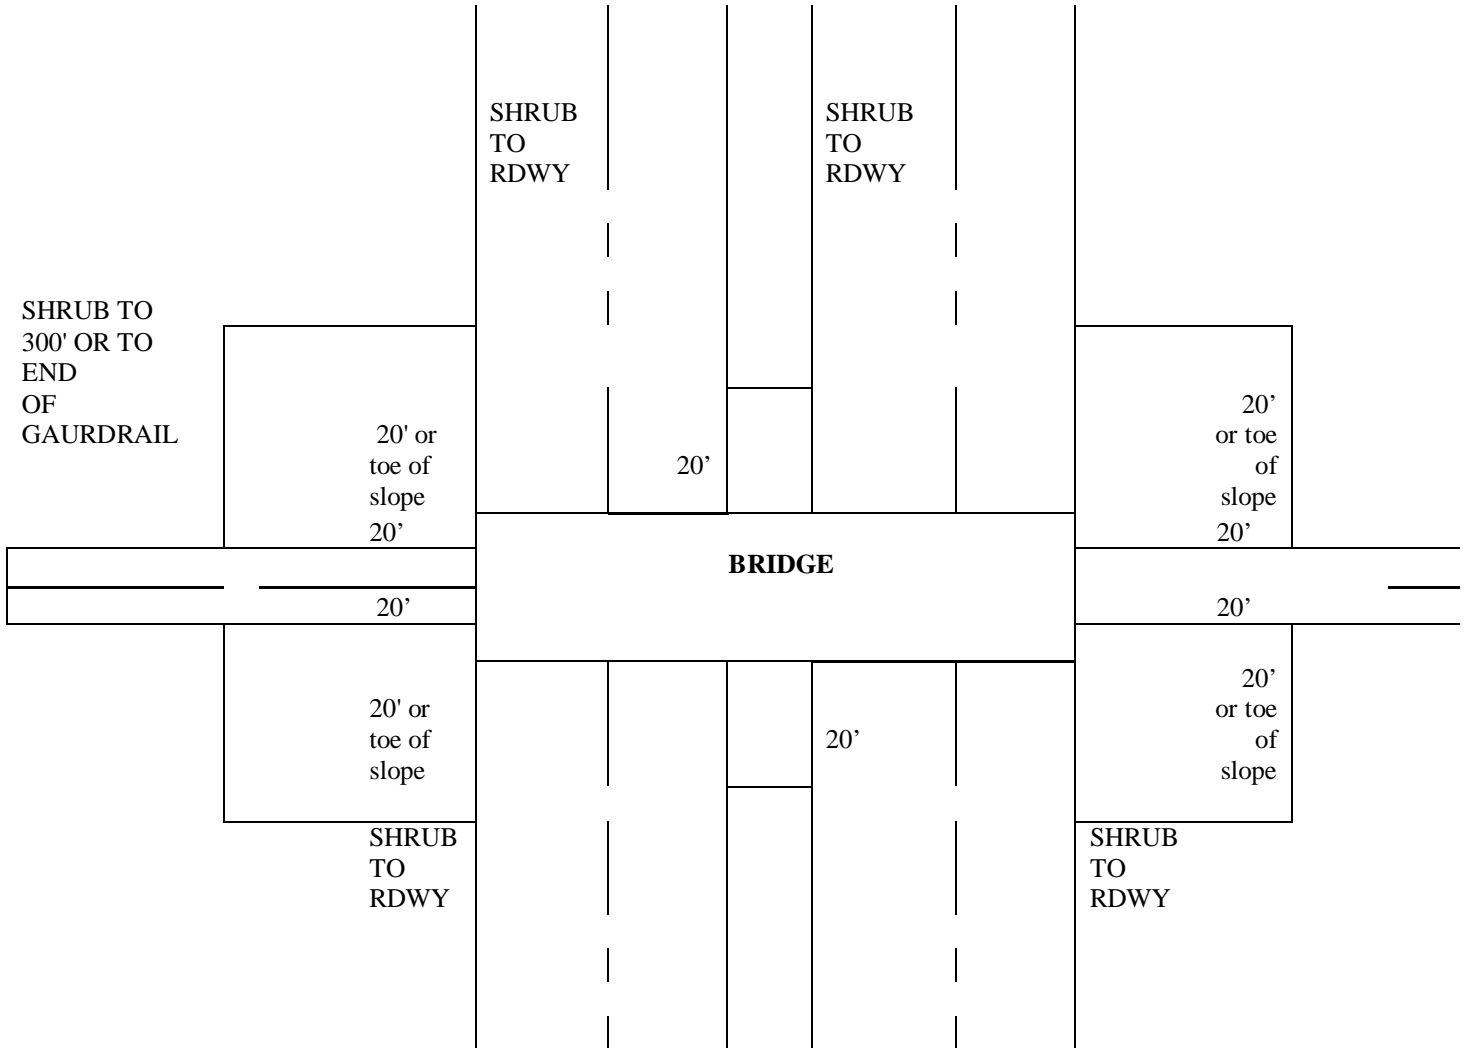 SHRUB
TO
RDWY
SHRUB
TO
RDWY
SHRUB TO
300' OR TO
END
OF
GAURDRAIL
20' or
toe of
slope
20’
20’
20’
or toe
of
slope
20’
BRIDGE
20’
20’
20' or
toe of
slope
20’
20’
or toe
of
slope
SHRUB
TO
RDWY
SHRUB
TO
RDWY